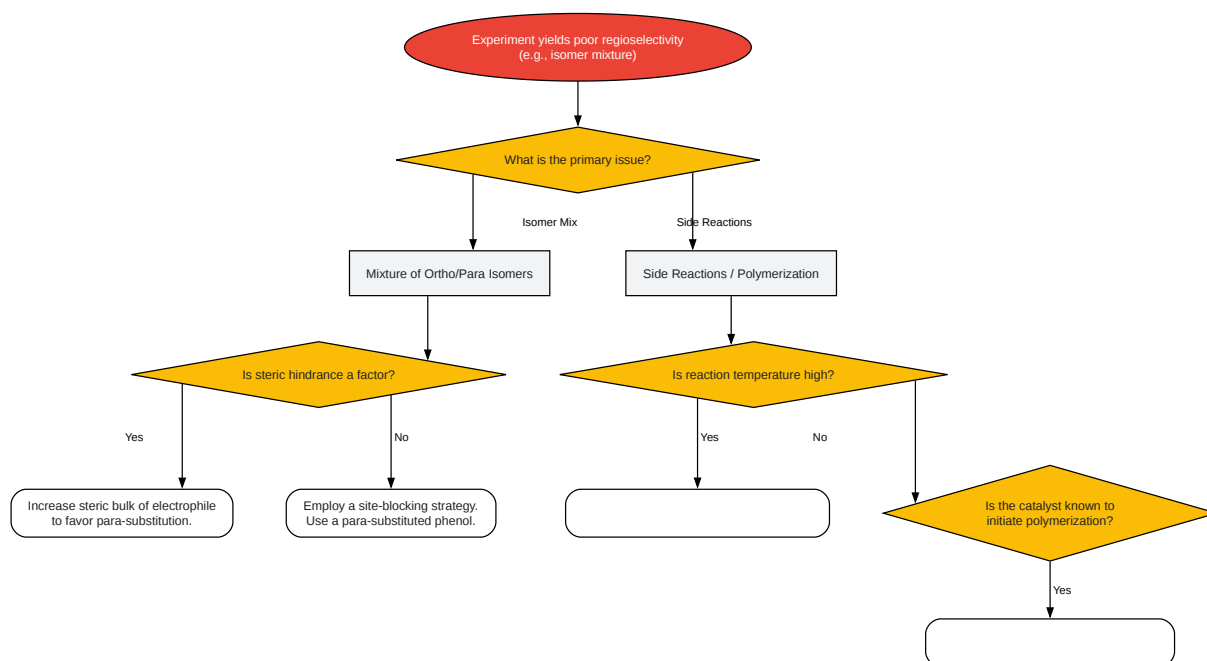 Experiment yields poor regioselectivity
(e.g., isomer mixture)
What is the primary issue?
Isomer Mix
Side Reactions
Mixture of Ortho/Para Isomers
Side Reactions / Polymerization
Is steric hindrance a factor?
Is reaction temperature high?
Yes
No
Yes
No
Increase steric bulk of electrophile
to favor para-substitution.
Employ a site-blocking strategy.
Use a para-substituted phenol.
Is the catalyst known to
initiate polymerization?
Yes